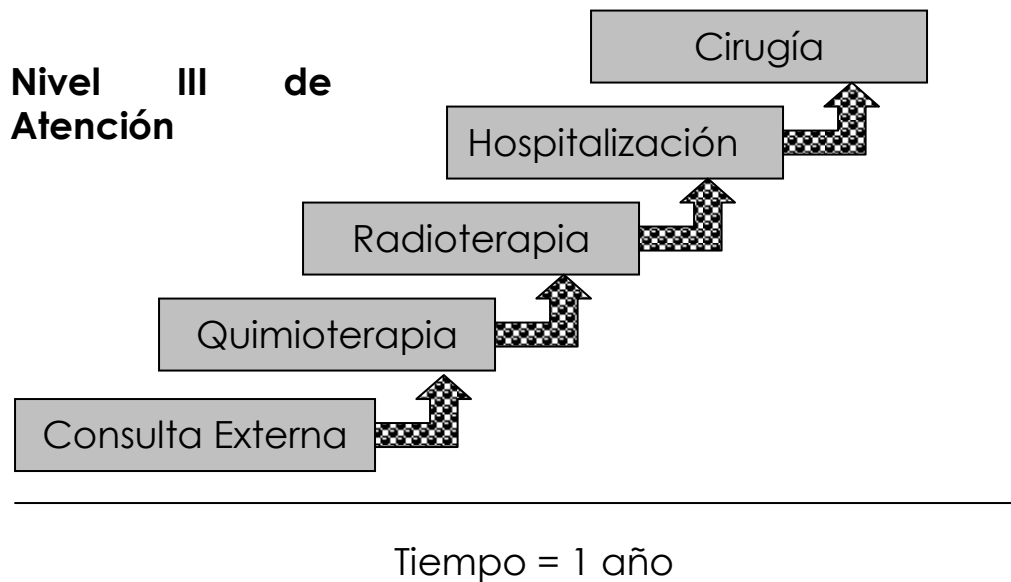 Cirugía
Nivel III de
Atención
Hospitalización
Radioterapia
Quimioterapia
Consulta Externa
Tiempo = 1 año